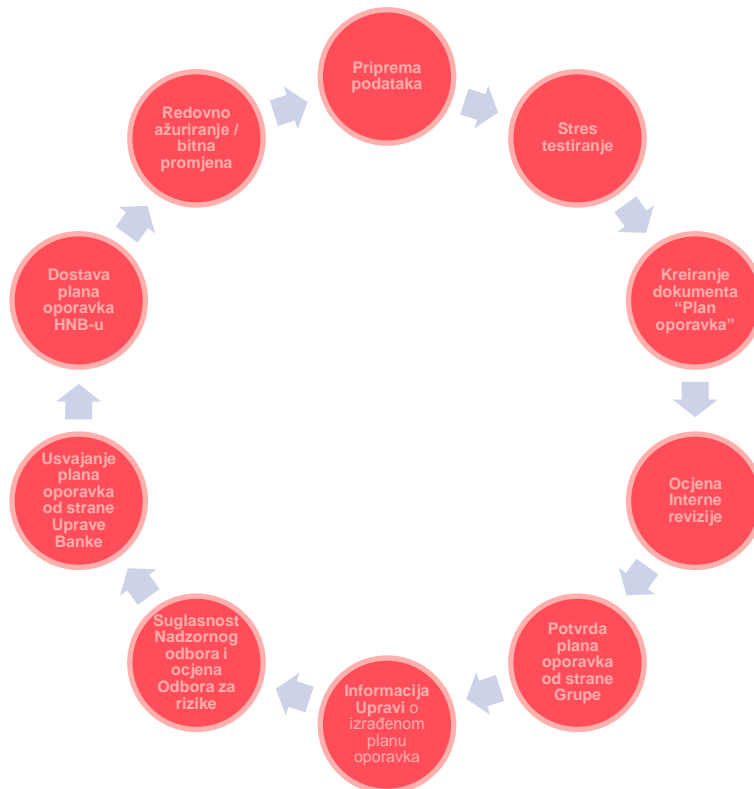 Priprema
podataka
Stres
testiranje
Kreiranje
dokumenta
“Plan
oporavka”
Ocjena
Interne
revizije
Potvrda
plana
oporavka
od strane
Grupe
Informacija
Upravi o
izrađenom
planu
oporavka
Suglasnost
Nadzornog
odbora i
ocjena
Odbora za
rizike
Usvajanje
plana
oporavka
od strane
Uprave
Banke
Dostava
plana
oporavka
HNB-u
Redovno
ažuriranje /
bitna
promjena